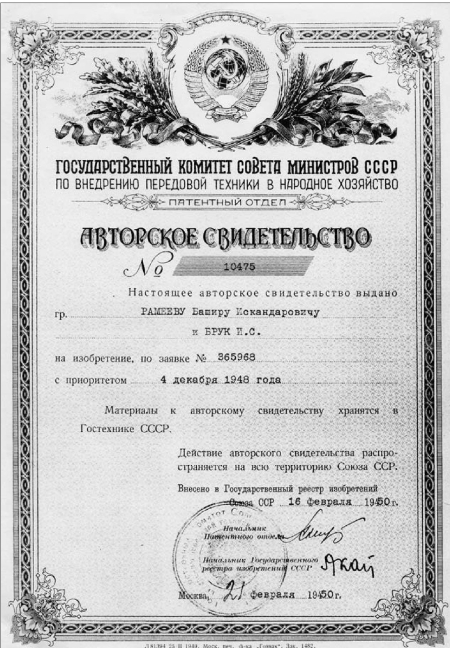 ГОСУДАРСТВЕННЫЙ КОМИТЕТ СОВЕТА МИНИСТРОВ СССР
ПО ВНЕДРЕНИЮ ПЕРЕДОВОЙ ТЕХНИКИ В НАРОДНОЕ ХОЗЯЙСТВО
ПАТЕНТНЫЙ ОТДЕЛ
АВТОРСКОЕ СВИДЕТЕЛЬСТВО
№ 10475
Настоящее авторское свидетельство выдано
гр. РАМЕЕВУ Баширу Искандаровичу
и БРУК И.С.
на изобретение, по заявке № 365968
с приоритетом 4 декабря 1948 года
Материалы к авторскому свидетельству хранятся в
Гостехнике СССР.
Действие авторского свидетельства распро-
страняется на всю территорию Союза ССР.
Внесено в Государственный реестр изобретений
Союза ССР 16 февраля 1950 г.
Начальник
Патентного отдела
Начальник Государственного
реестра изобретений СССР
Москва, 21 февраля 1950 г.